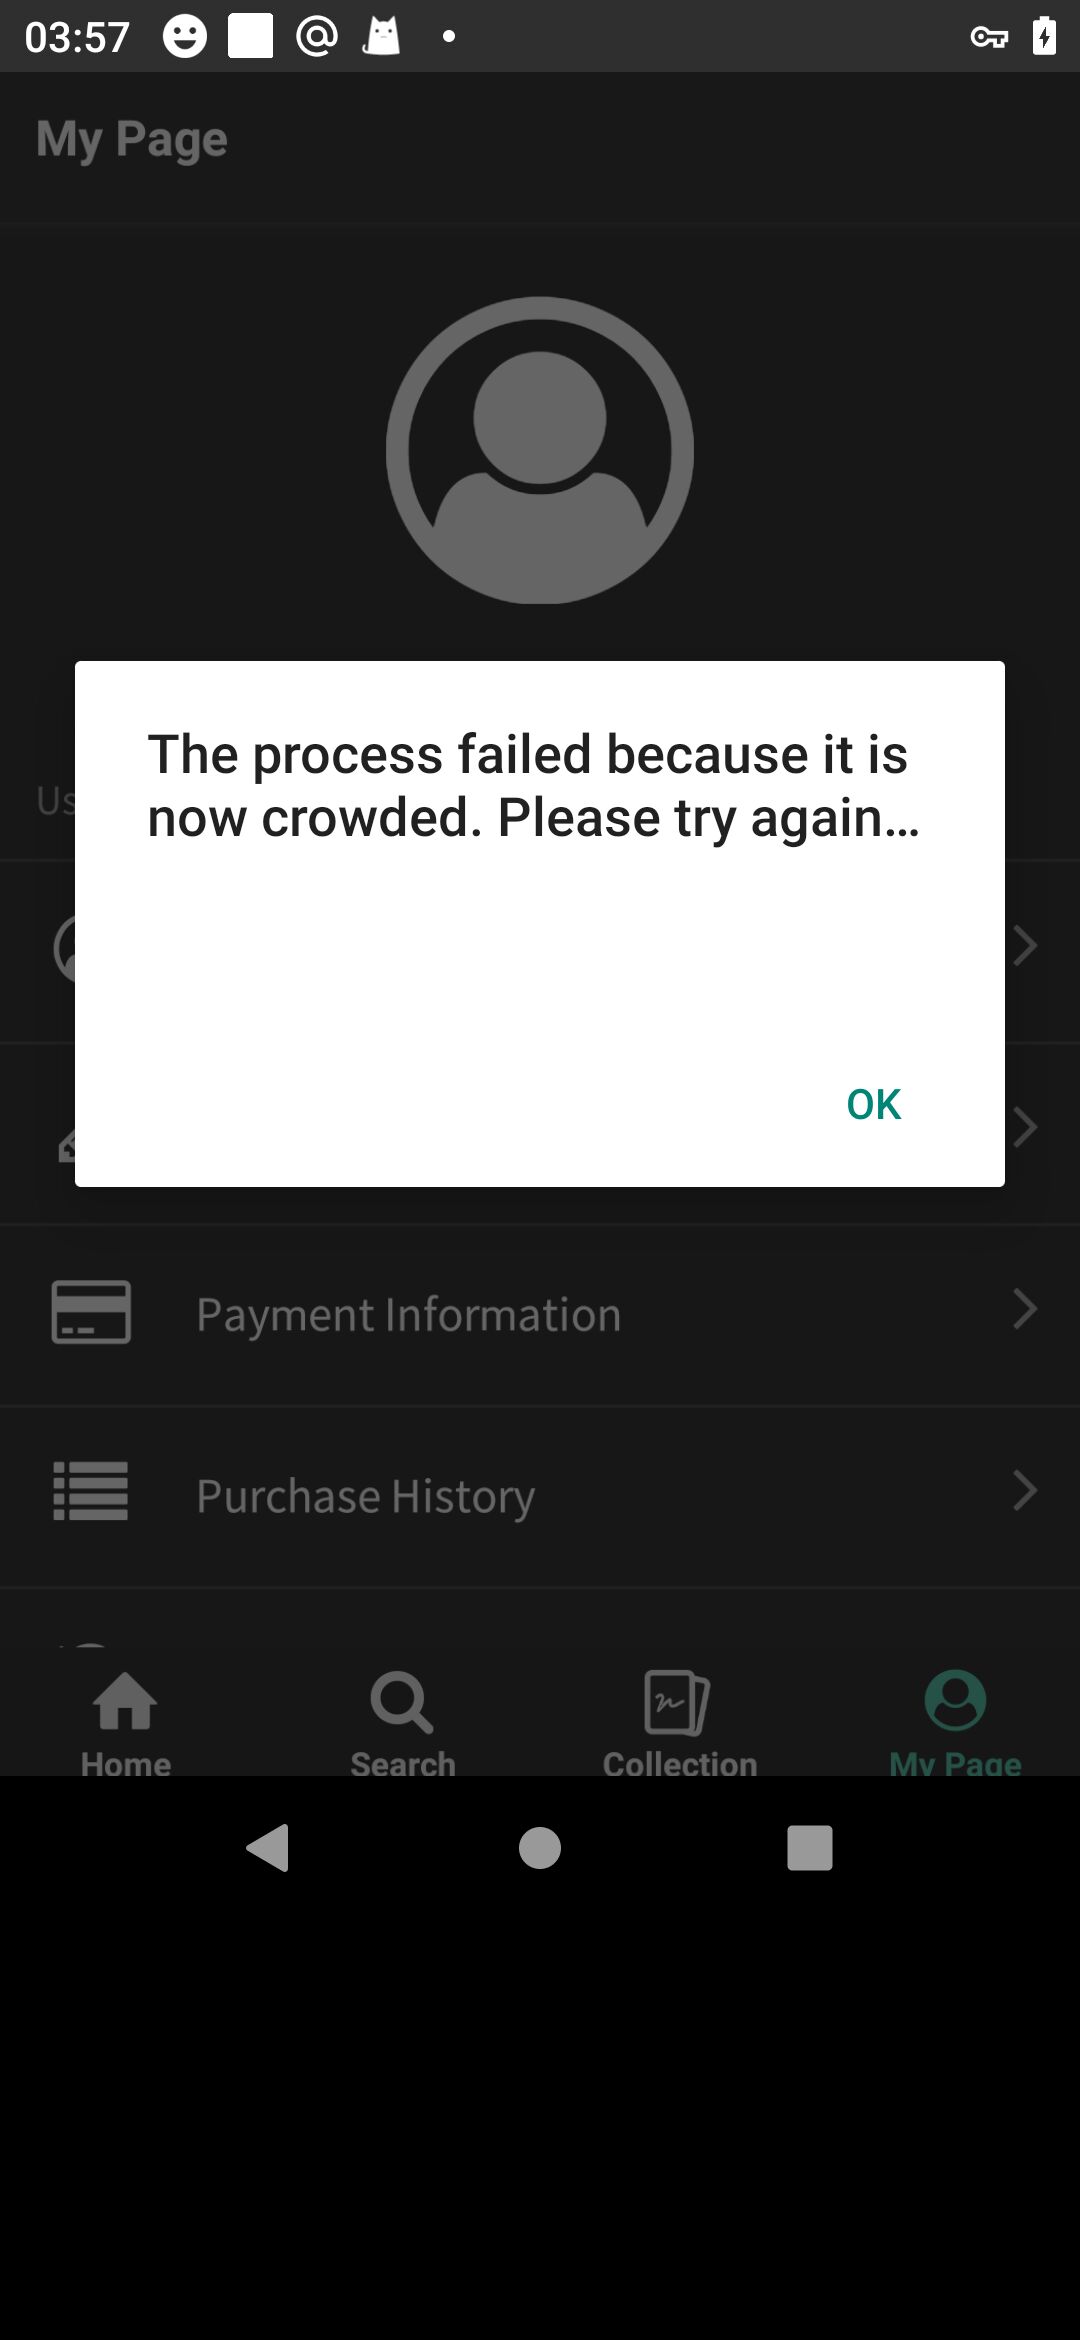 03:57
My Page
The process failed because it is
now crowded. Please try again…
Us
OK
Payment Information
Purchase History
Home
Search
Collection
My Page